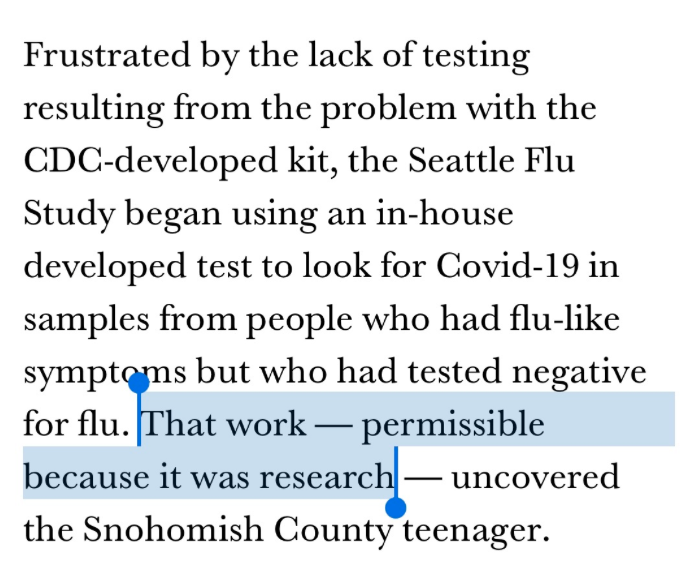 Frustrated by the lack of testing
resulting from the problem with the
CDC-developed kit, the Seattle Flu
Study began using an in-house
developed test to look for Covid-19 in
samples from people who had flu-like
symptoms but who had tested negative
for flu. That work — permissible
because it was research — uncovered
the Snohomish County teenager.